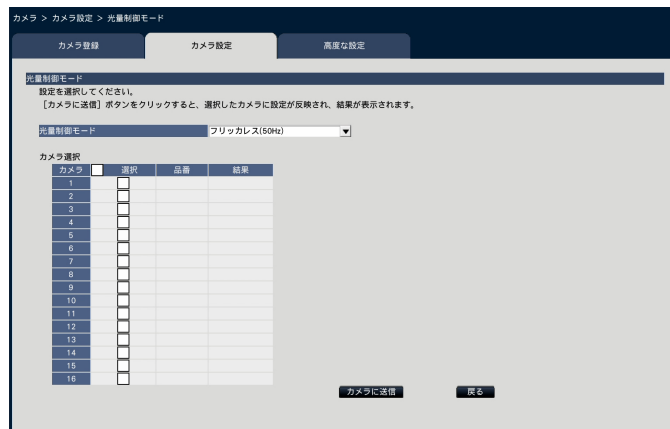 カメラ > カメラ設定 > 光量制御モード
カメラ登録 カメラ設定 高度な設定
光量制御モード
設定を選択してください。
［カメラに送信］ボタンをクリックすると、選択したカメラに設定が反映され、結果が表示されます。
光量制御モード フリッカレス(50Hz)
カメラ選択
カメラ 選択 品番 結果
1
2
3
4
5
6
7
8
9
10
11
12
13
14
15
16
カメラに送信 戻る